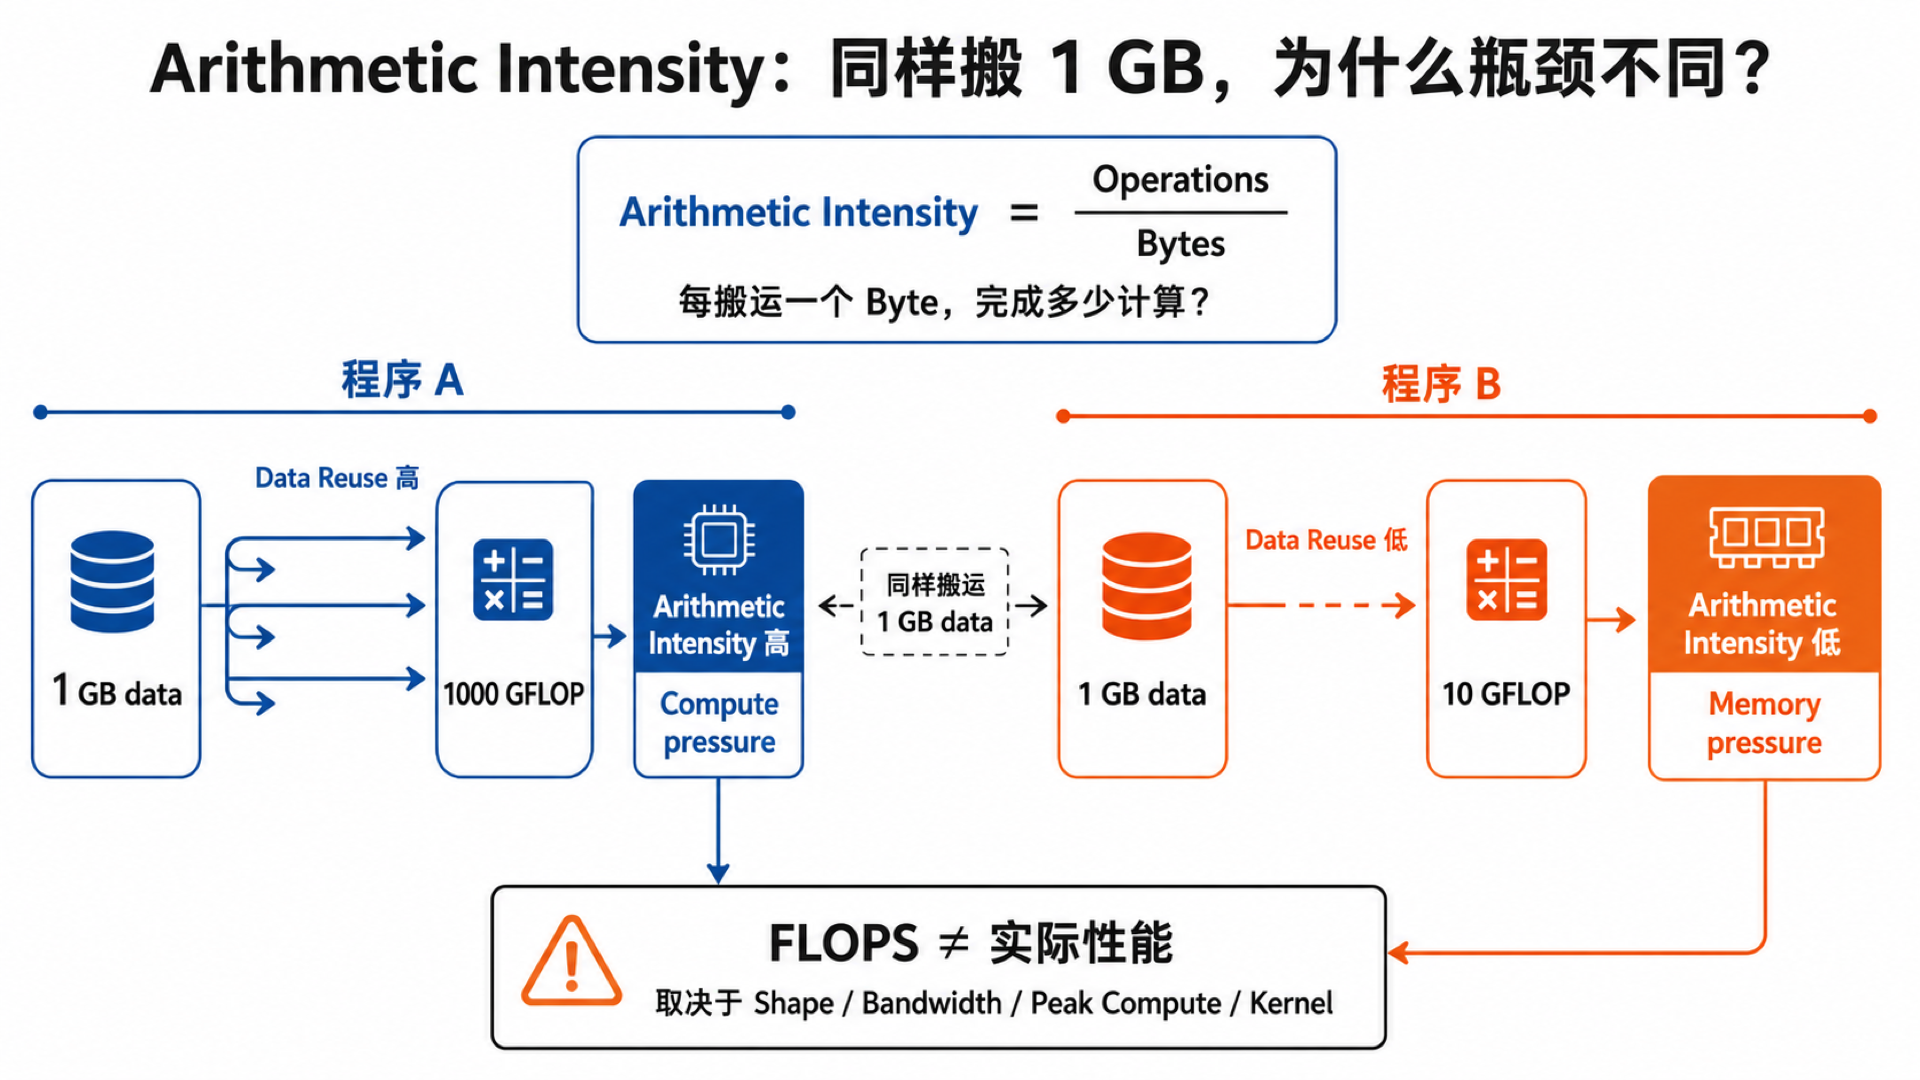 Arithmetic Intensity：同样搬 1 GB，为什么瓶颈不同？
Arithmetic Intensity = Operations
Bytes
每搬运一个 Byte，完成多少计算？
程序 A
Data Reuse 高
1 GB data
1000 GFLOP
Arithmetic
Intensity 高
Compute
pressure
同样搬运
1 GB data
程序 B
1 GB data
Data Reuse 低
10 GFLOP
Arithmetic
Intensity 低
Memory
pressure
FLOPS ≠ 实际性能
取决于 Shape / Bandwidth / Peak Compute / Kernel